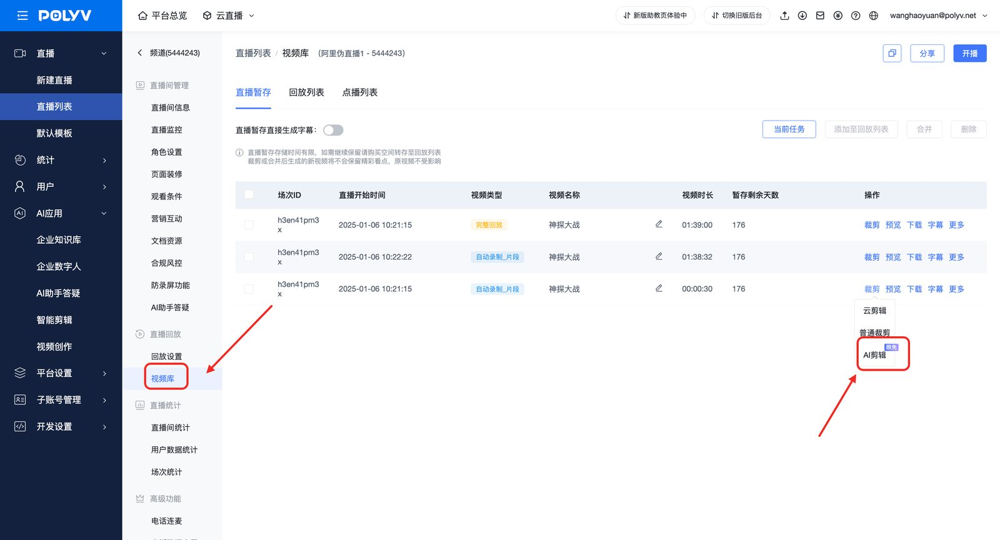 POLYV
平台总览
云直播
新版助教页体验中
切换旧版后台
wanghaoyuan@polyv.net
直播
新建直播
直播列表
默认模板
统计
用户
AI应用
企业知识库
企业数字人
AI助手答疑
智能剪辑
视频创作
平台设置
子账号管理
开发设置
频道(5444243)
直播间管理
直播间信息
直播监控
角色设置
页面装修
观看条件
营销互动
文档资源
合规风控
防录屏功能
AI助手答疑
直播回放
回放设置
视频库
直播统计
直播间统计
用户数据统计
场次统计
高级功能
电话连麦
直播列表 / 视频库 (阿里伪直播1 - 5444243)
分享
开播
直播暂存 回放列表 点播列表
直播暂存直接生成字幕：
当前任务 添加至回放列表 合并 删除
直播暂存存储时间有限，如需继续保留请购买空间转存至回放列表
裁剪或合并后生成的新视频将不会保留精彩看点，原视频不受影响
场次ID 直播开始时间 视频类型 视频名称 视频时长 暂存剩余天数 操作
h3en41pm3x 2025-01-06 10:21:15 完整回放 神探大战 01:39:00 176 裁剪 预览 下载 字幕 更多
h3en41pm3x 2025-01-06 10:22:22 自动录制_片段 神探大战 01:38:32 176 裁剪 预览 下载 字幕 更多
h3en41pm3x 2025-01-06 10:21:15 自动录制_片段 神探大战 00:00:30 176 裁剪 预览 下载 字幕 更多
云剪辑
普通裁剪
限免
AI剪辑